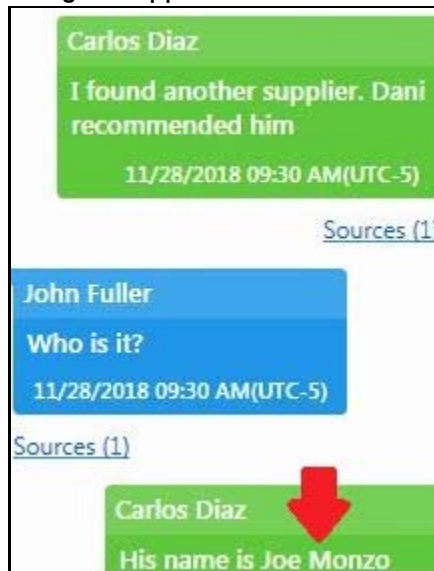 Carlos Diaz
I found another supplier. Dani
recommended him
11/28/2018 09:30 AM(UTC-5)
Sources (1)
John Fuller
Who is it?
11/28/2018 09:30 AM(UTC-5)
Sources (1)
Carlos Diaz
His name is Joe Monzo